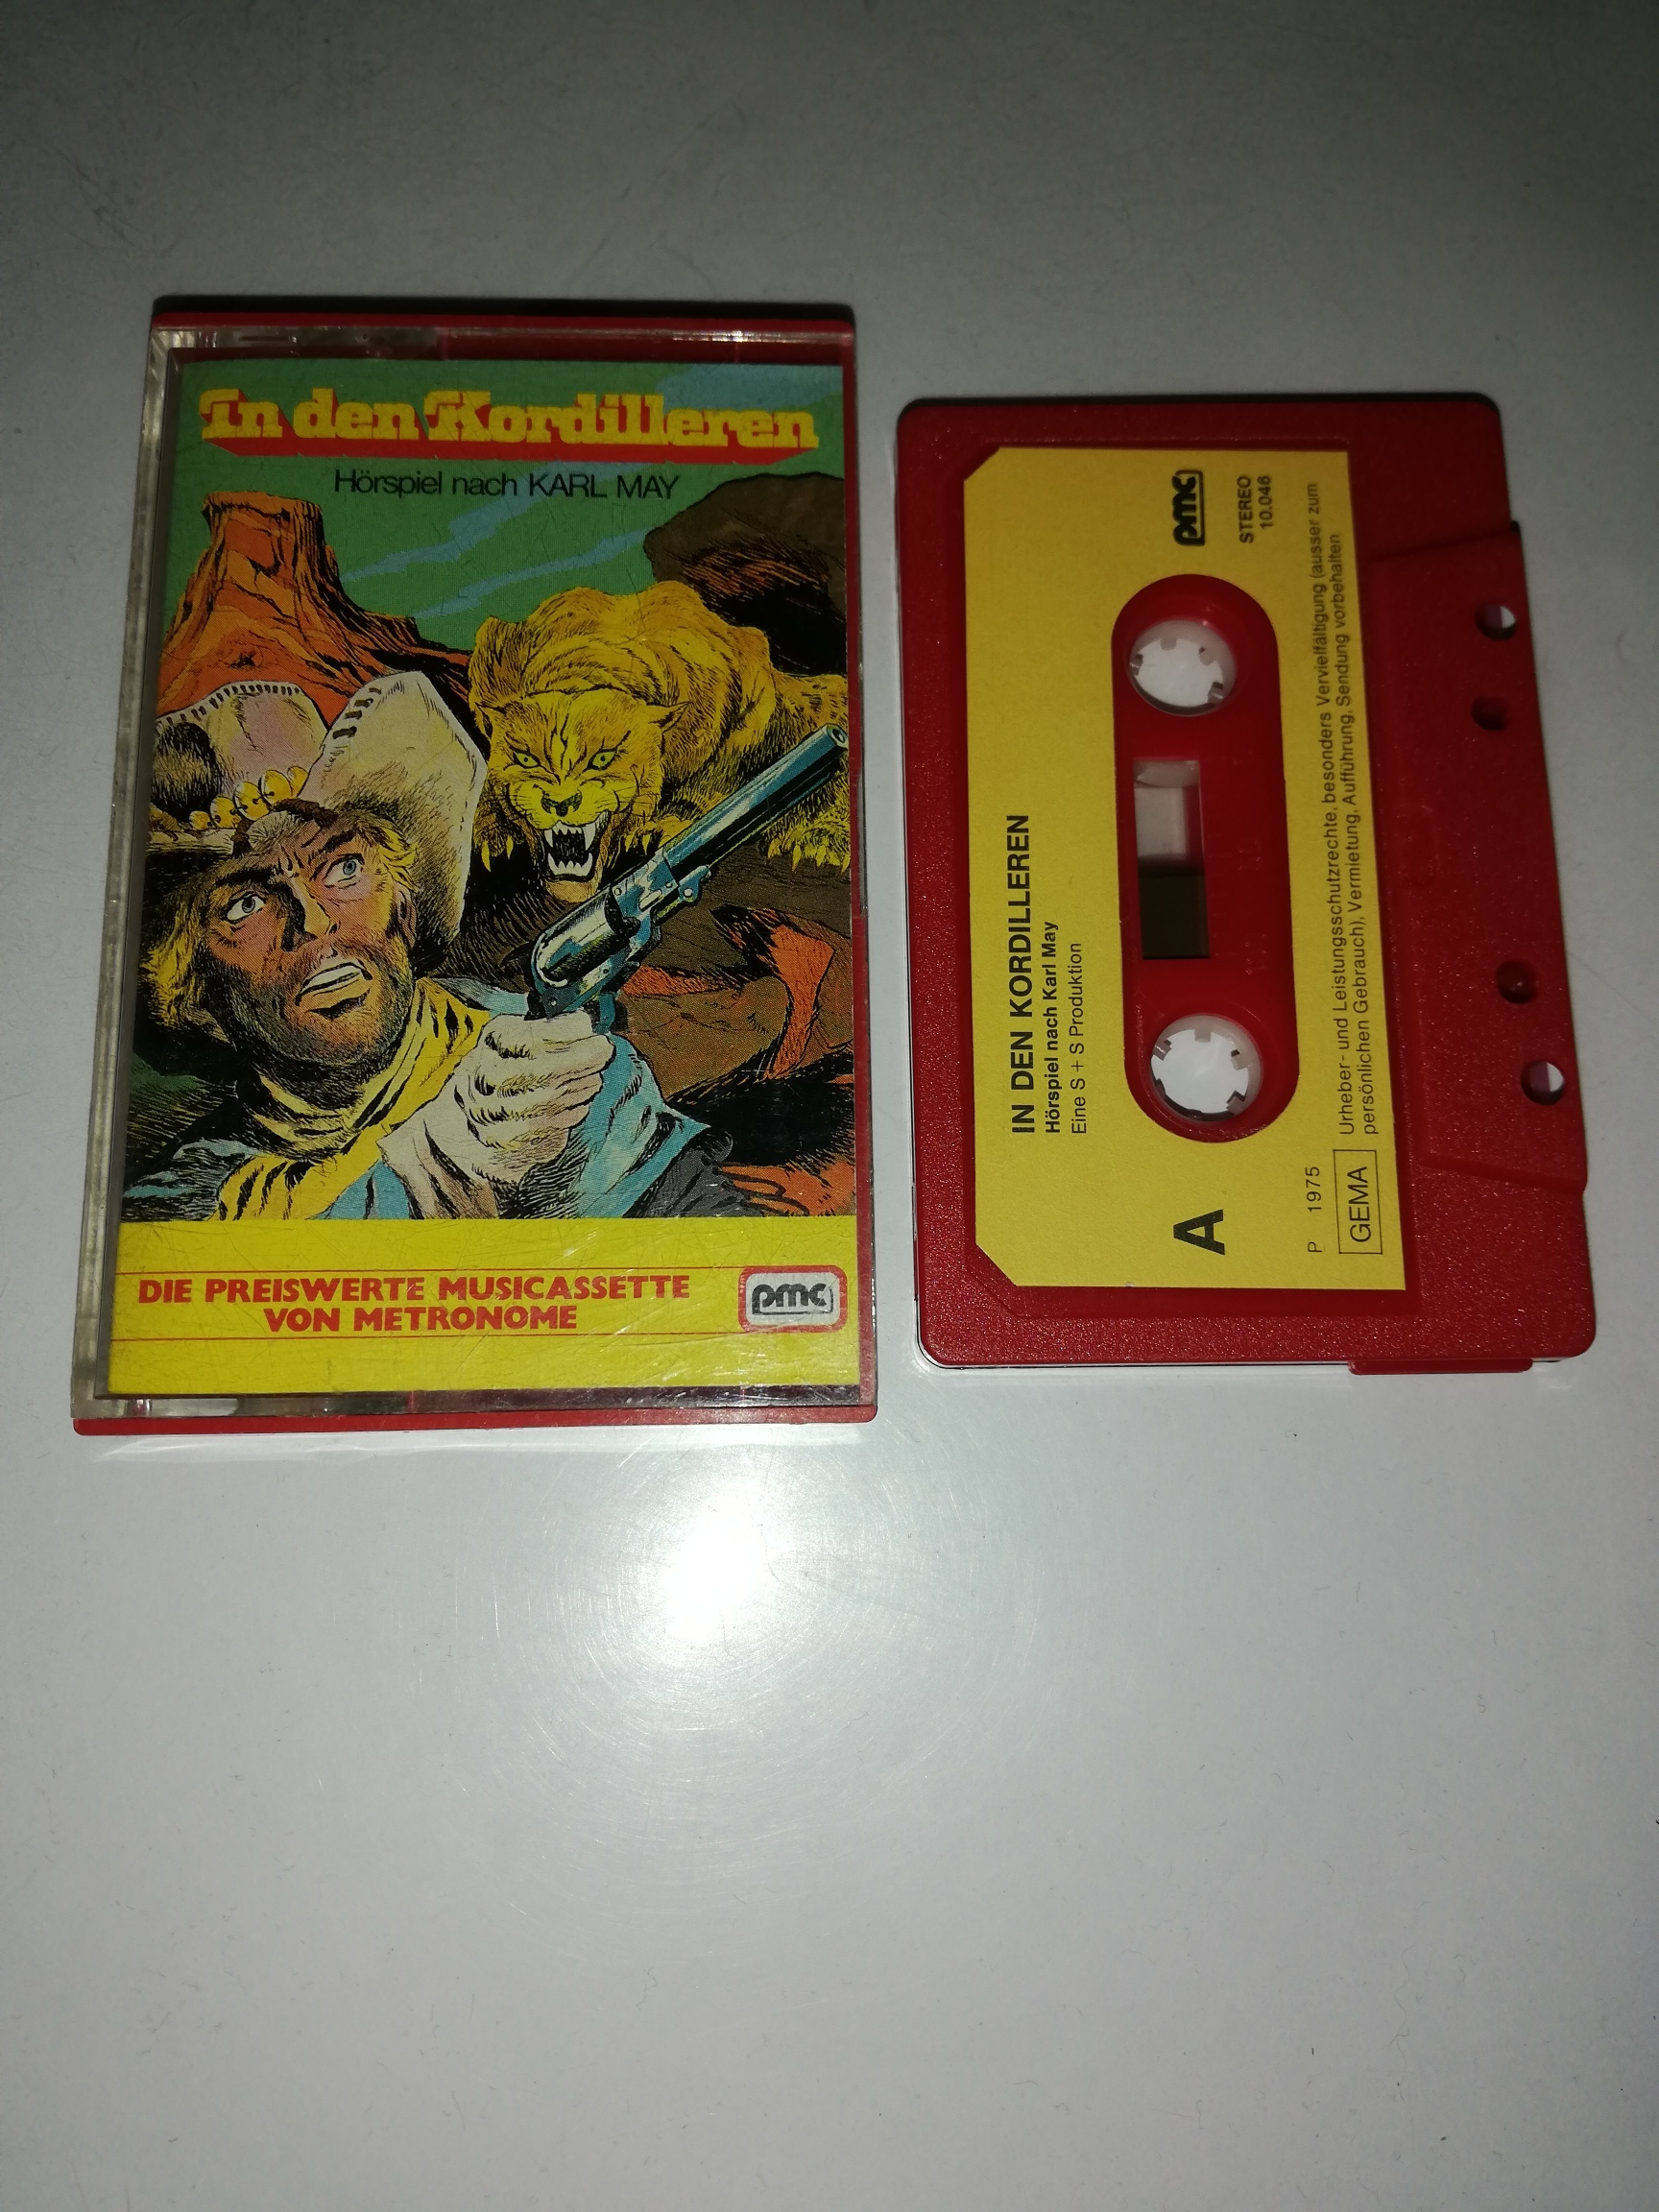 In den Kordilleren
Hörspiel nach KARL MAY
DIE PREISWERTE MUSICASSETTE
VON METRONOME
pmc
IN DEN KORDILLEREN
Hörspiel nach Karl May
Eine S + S Produktion
A
pmc
STEREO
10.046
P 1975
GEMA
Urheber- und Leistungsschutzrechte, besonders Vervielfältigung (ausser zum
persönlichen Gebrauch), Vermietung, Aufführung, Sendung vorbehalten